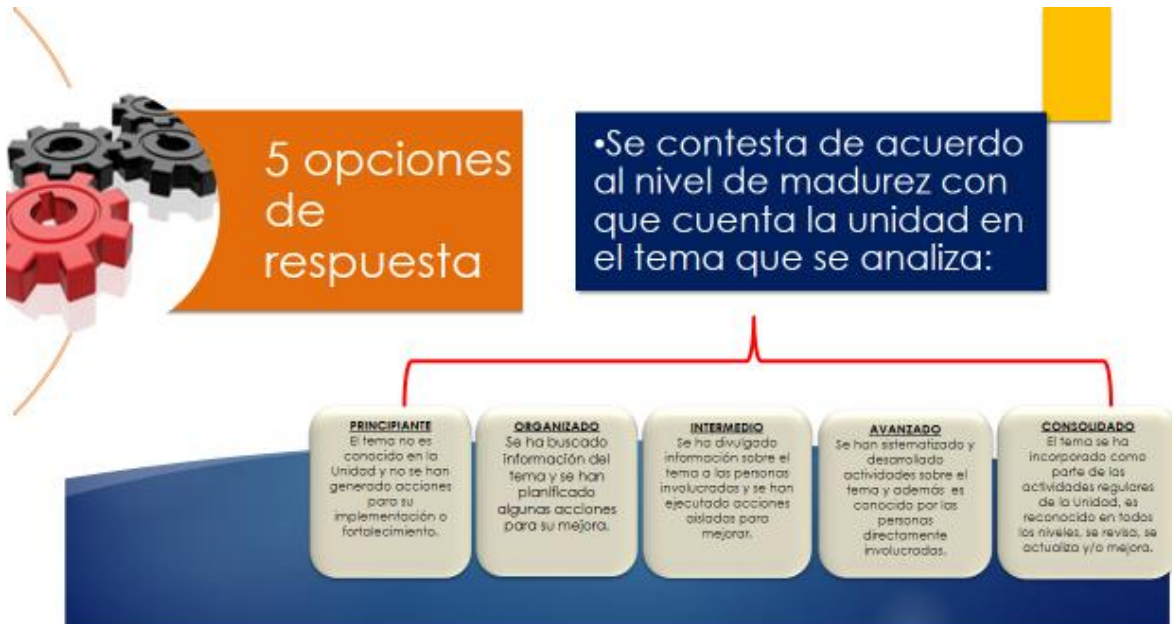 5 opciones
de
respuesta
•Se contesta de acuerdo
al nivel de madurez con
que cuenta la unidad en
el tema que se analiza:
PRINCIPIANTE
El tema no es
conocido en la
Unidad y no se han
generado acciones
para su
implementación o
fortalecimiento.
ORGANIZADO
Se ha buscado
información del
tema y se han
planificado
algunas acciones
para su mejora.
INTERMEDIO
Se ha divulgado
información sobre el
tema a las personas
involucradas y se han
ejecutado acciones
aisladas para
mejorar.
AVANZADO
Se han sistematizado y
desarrollado
actividades sobre el
tema y además es
conocido por las
personas
directamente
involucradas.
CONSOLIDADO
El tema se ha
incorporado como
parte de las
actividades regulares
de la Unidad, es
reconocido en todos
los niveles, se revisa, se
actualiza y/o mejora.